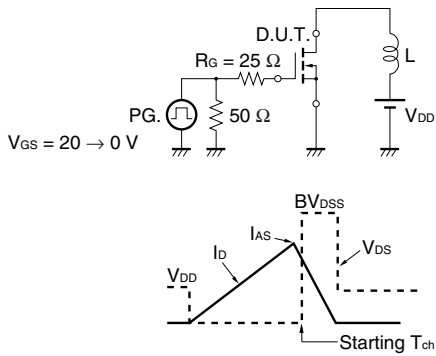 D.U.T.
RG = 25 Ω
L
PG.
50 Ω
VDD
VGS = 20 → 0 V
BVDSS
IAS
ID
VDS
VDD
Starting Tch